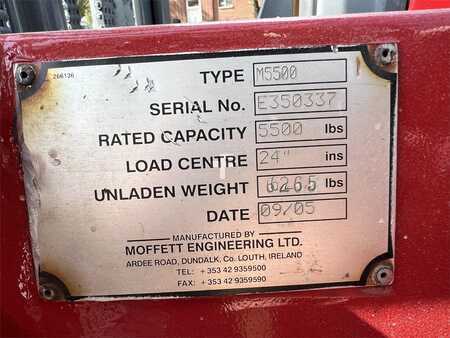 266136
TYPE M5500
SERIAL No. E350337
RATED CAPACITY 5500 lbs
LOAD CENTRE 24" ins
UNLADEN WEIGHT 6265 lbs
DATE 09/05
MANUFACTURED BY
MOFFETT ENGINEERING LTD.
ARDEE ROAD, DUNDALK, Co. LOUTH, IRELAND
TEL: +353 42 9359500
FAX: +353 42 9359590